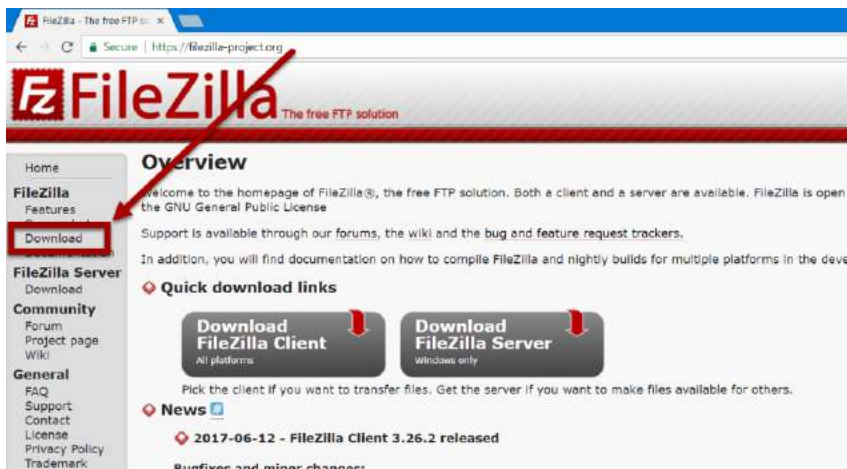 FileZilla - The free FTP so
Secure | https://filezilla-project.org
FileZilla The free FTP solution
Home
FileZilla
Features
Download
Documentation
FileZilla Server
Download
Community
Forum
Project page
Wiki
General
FAQ
Support
Contact
License
Privacy Policy
Trademark
Overview
Welcome to the homepage of FileZilla®, the free FTP solution. Both a client and a server are available. FileZilla is open
the GNU General Public License
Support is available through our forums, the wiki and the bug and feature request trackers.
In addition, you will find documentation on how to compile FileZilla and nightly builds for multiple platforms in the deve
Quick download links
Download
FileZilla Client
All platforms
Download
FileZilla Server
Windows only
Pick the client if you want to transfer files. Get the server if you want to make files available for others.
News
2017-06-12 - FileZilla Client 3.26.2 released
Bugfixes and minor changes: